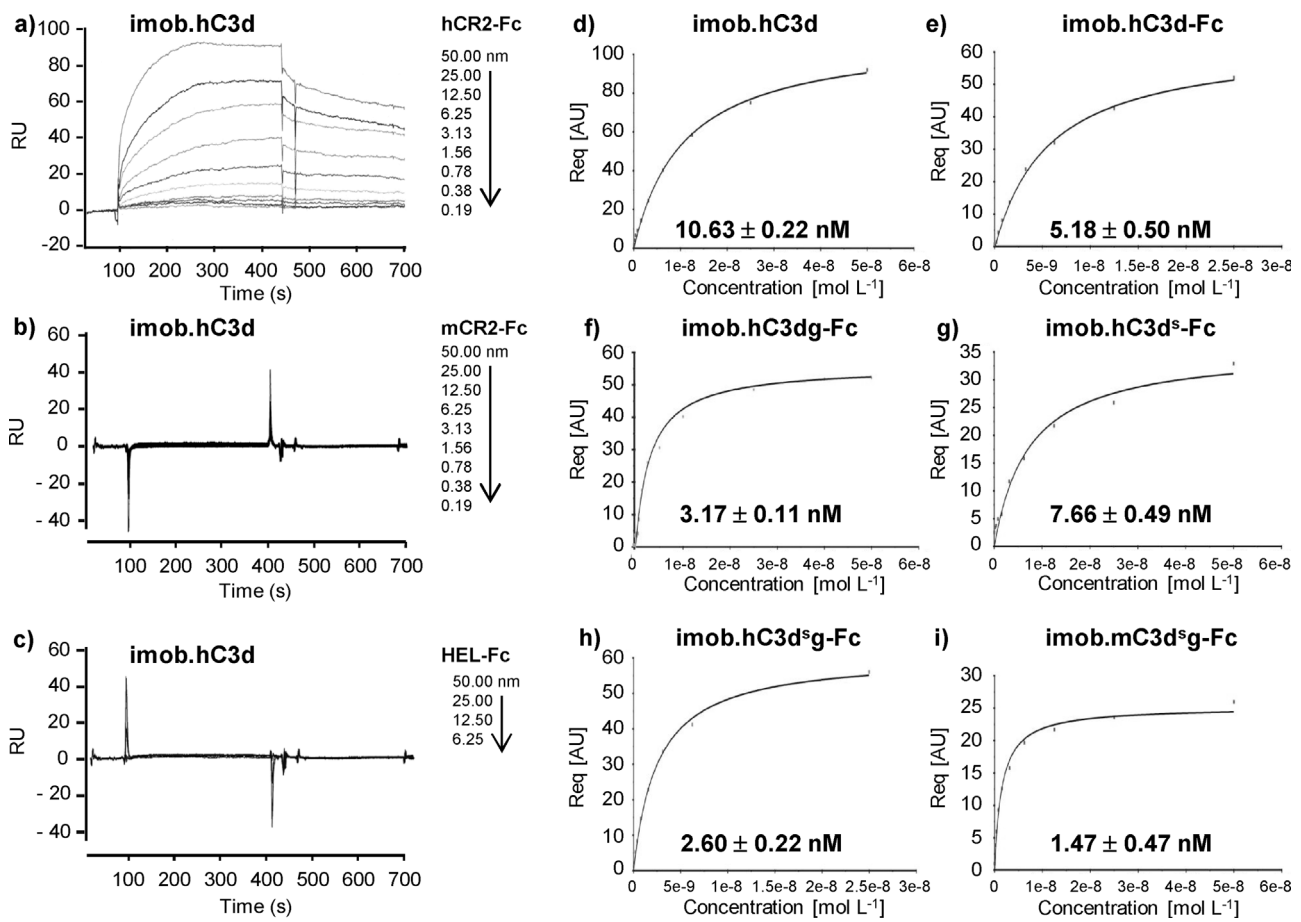 a) imob.hC3d
RU
100
80
60
40
20
0
-20
100 200 300 400 500 600 700
Time (s)
hCR2-Fc
50.00 nm
25.00
12.50
6.25
3.13
1.56
0.78
0.38
0.19
b) imob.hC3d
RU
60
40
20
0
- 20
- 40
100 200 300 400 500 600 700
Time (s)
mCR2-Fc
50.00 nm
25.00
12.50
6.25
3.13
1.56
0.78
0.38
0.19
c) imob.hC3d
RU
60
40
20
0
- 20
- 40
100 200 300 400 500 600 700
Time (s)
HEL-Fc
50.00 nm
25.00
12.50
6.25
d) imob.hC3d
Req [AU]
100
80
60
40
20
0
10.63 ± 0.22 nM
0 1e-8 2e-8 3e-8 4e-8 5e-8 6e-8
Concentration [mol L-1]
e) imob.hC3d-Fc
Req [AU]
60
50
40
30
20
10
0
5.18 ± 0.50 nM
0 5e-9 1e-8 1.5e-8 2e-8 2.5e-8 3e-8
Concentration [mol L-1]
f) imob.hC3dg-Fc
Req [AU]
60
50
40
30
20
10
0
3.17 ± 0.11 nM
0 1e-8 2e-8 3e-8 4e-8 5e-8 6e-8
Concentration [mol L-1]
g) imob.hC3dˢ-Fc
Req [AU]
35
30
25
20
15
10
5
0
7.66 ± 0.49 nM
0 1e-8 2e-8 3e-8 4e-8 5e-8 6e-8
Concentration [mol L-1]
h) imob.hC3dˢg-Fc
Req [AU]
60
50
40
30
20
10
0
2.60 ± 0.22 nM
0 5e-9 1e-8 1.5e-8 2e-8 2.5e-8 3e-8
Concentration [mol L-1]
i) imob.mC3dˢg-Fc
Req [AU]
30
25
20
15
10
5
0
1.47 ± 0.47 nM
0 1e-8 2e-8 3e-8 4e-8 5e-8 6e-8
Concentration [mol L-1]